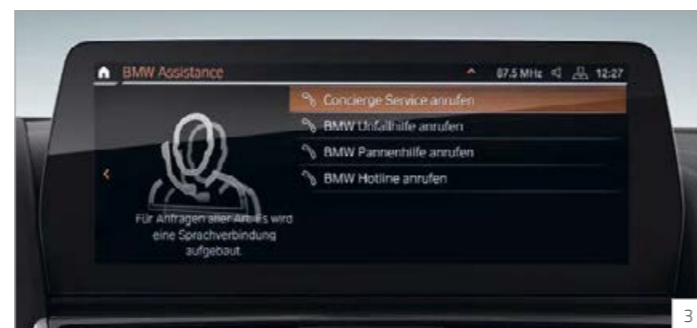 BMW Assistance
87.5 MHz 12:27
Concierge Service anrufen
BMW Unfallhilfe anrufen
BMW Pannenhilfe anrufen
BMW Hotline anrufen
Für Anfragen aller Art. Es wird
eine Sprachverbindung
aufgebaut.
3